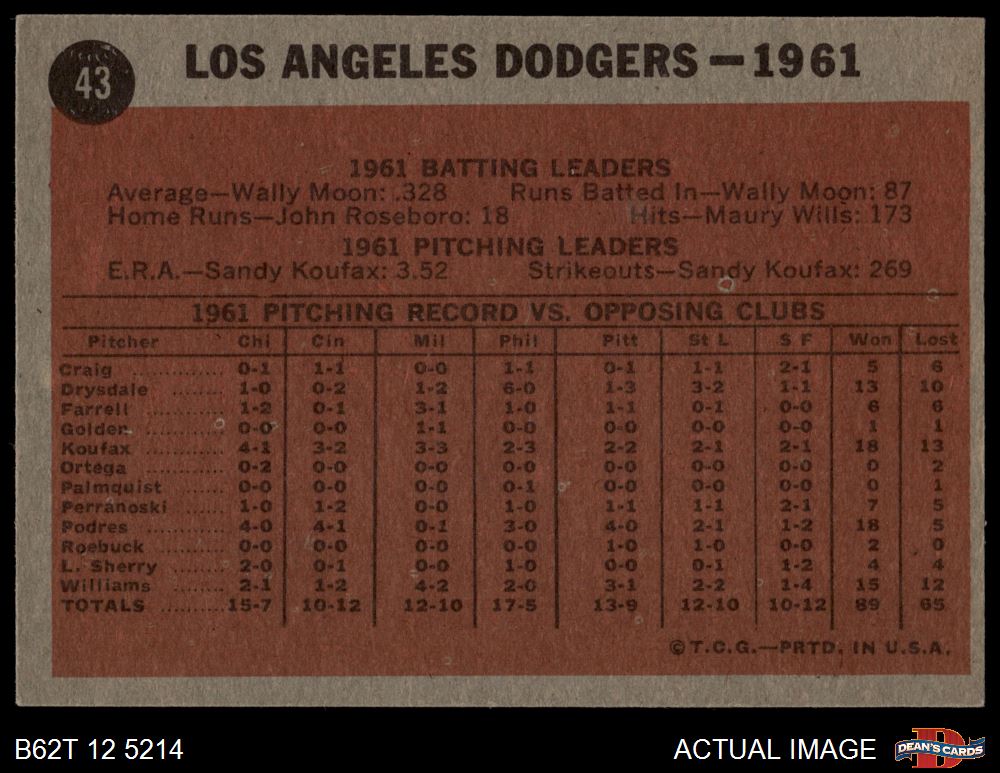 43
LOS ANGELES DODGERS—1961
1961 BATTING LEADERS
Average—Wally Moon: .328 Runs Batted In—Wally Moon: 87
Home Runs—John Roseboro: 18 Hits—Maury Wills: 173
1961 PITCHING LEADERS
E.R.A.—Sandy Koufax: 3.52 Strikeouts—Sandy Koufax: 269
1961 PITCHING RECORD VS. OPPOSING CLUBS
Pitcher Chi Cin Mil Phil Pitt St L S F Won Lost
Craig ............ 0-1 1-1 0-0 1-1 0-1 1-1 2-1 5 6
Drysdale ....... 1-0 0-2 1-2 6-0 1-3 3-2 1-1 13 10
Farrell .......... 1-2 0-1 3-1 1-0 1-1 0-1 0-0 6 6
Golden .......... 0-0 0-0 1-1 0-0 0-0 0-0 0-0 1 1
Koufax .......... 4-1 3-2 3-3 2-3 2-2 2-1 2-1 18 13
Ortega .......... 0-2 0-0 0-0 0-0 0-0 0-0 0-0 0 2
Palmquist ...... 0-0 0-0 0-0 0-1 0-0 0-0 0-0 0 1
Perranoski ..... 1-0 1-2 0-0 1-0 1-1 1-1 2-1 7 5
Podres .......... 4-0 4-1 0-1 3-0 4-0 2-1 1-2 18 5
Roebuck ........ 0-0 0-0 0-0 0-0 1-0 1-0 0-0 2 0
L. Sherry ....... 2-0 0-1 0-0 1-0 0-0 0-1 1-2 4 4
Williams ........ 2-1 1-2 4-2 2-0 3-1 2-2 1-4 15 12
TOTALS ......... 15-7 10-12 12-10 17-5 13-9 12-10 10-12 89 65
©T.C.G.—PRTD. IN U.S.A.
B62T 12 5214 ACTUAL IMAGE
D
DEAN'S CARDS